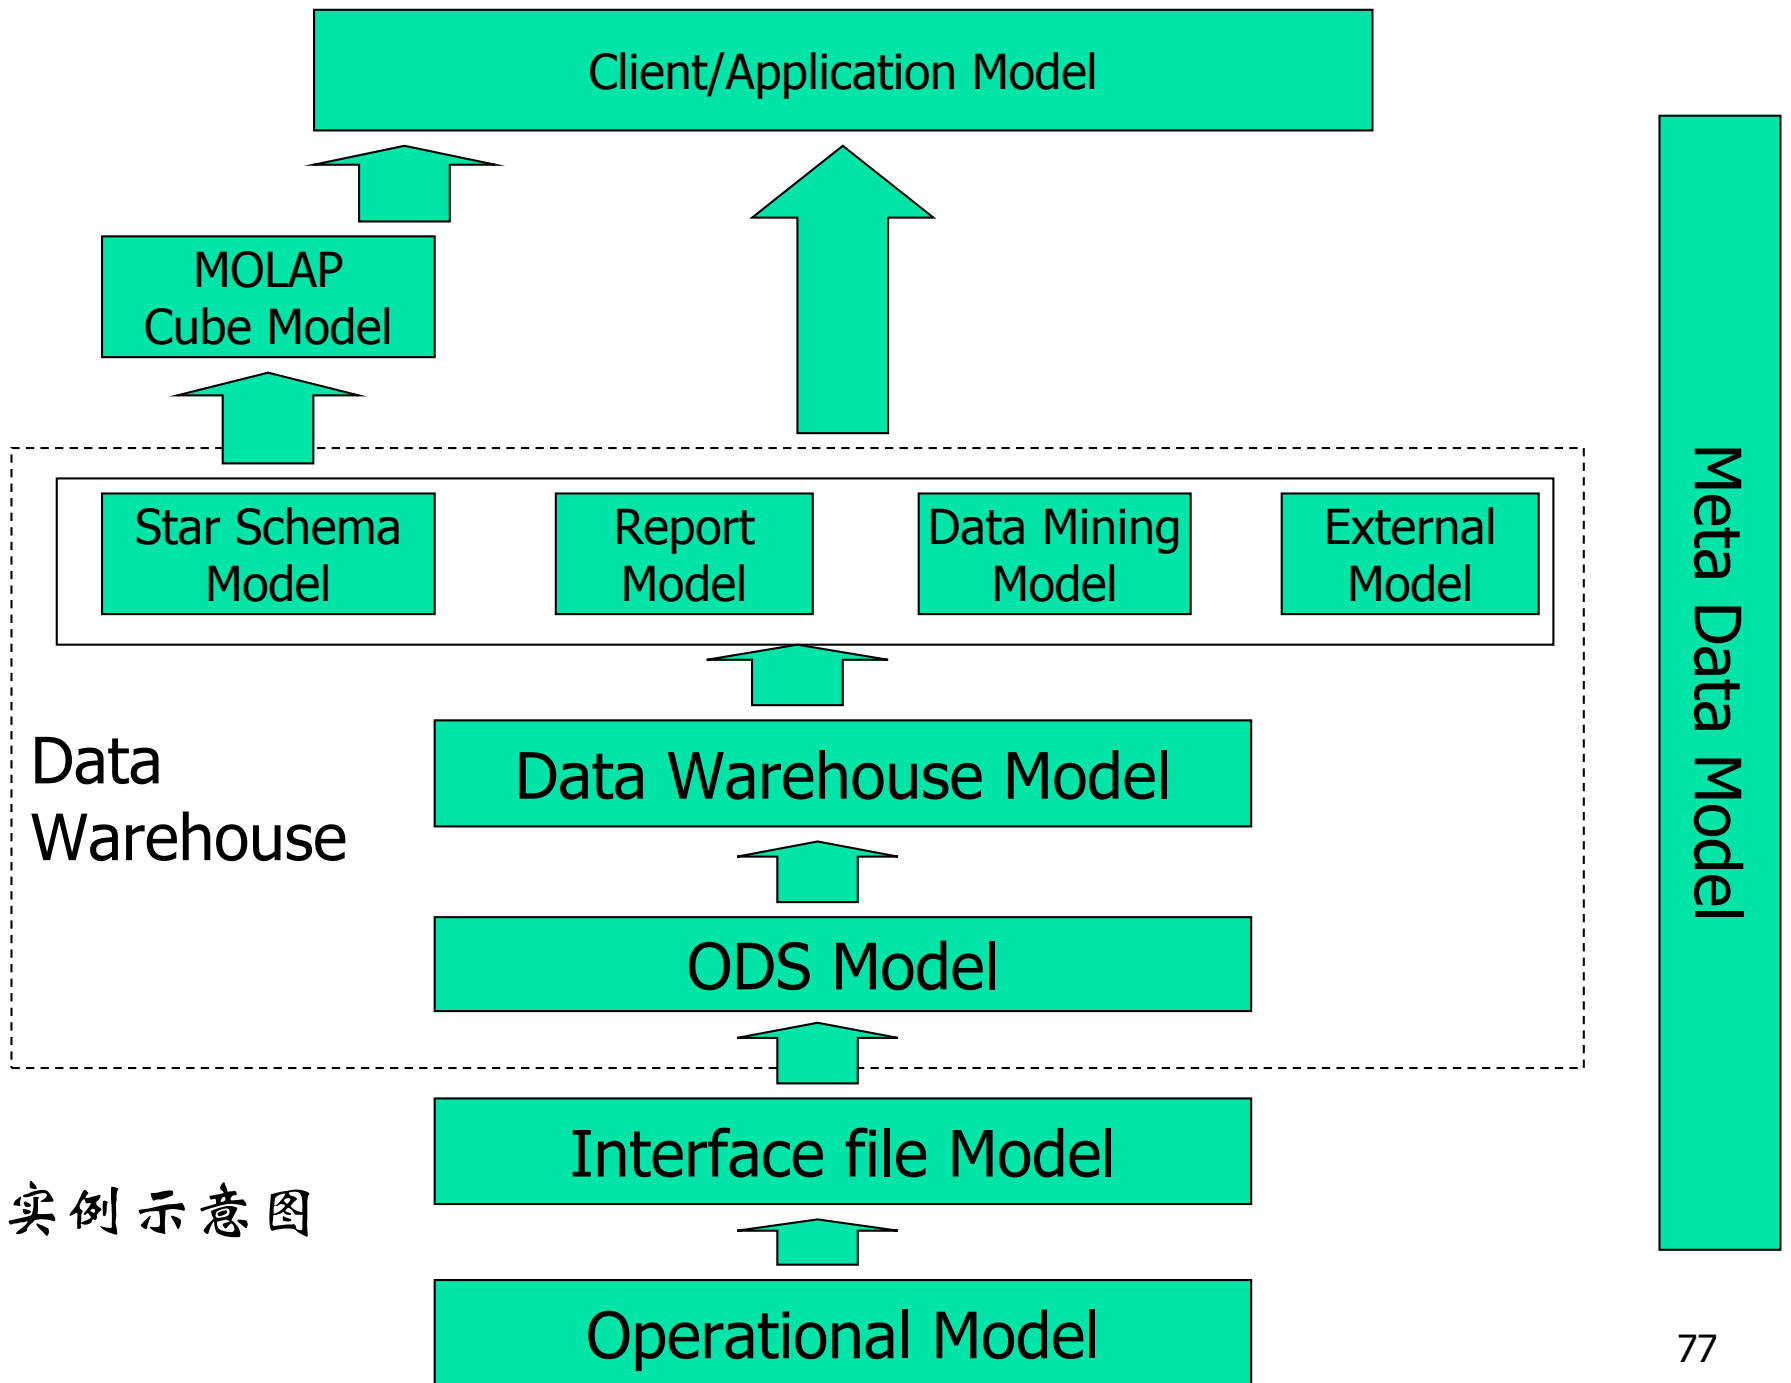 Client/Application Model
MOLAP
Cube Model
Star Schema
Model
Report
Model
Data Mining
Model
External
Model
Data
Warehouse
Data Warehouse Model
ODS Model
Interface file Model
实例示意图
Operational Model
Meta Data Model
77